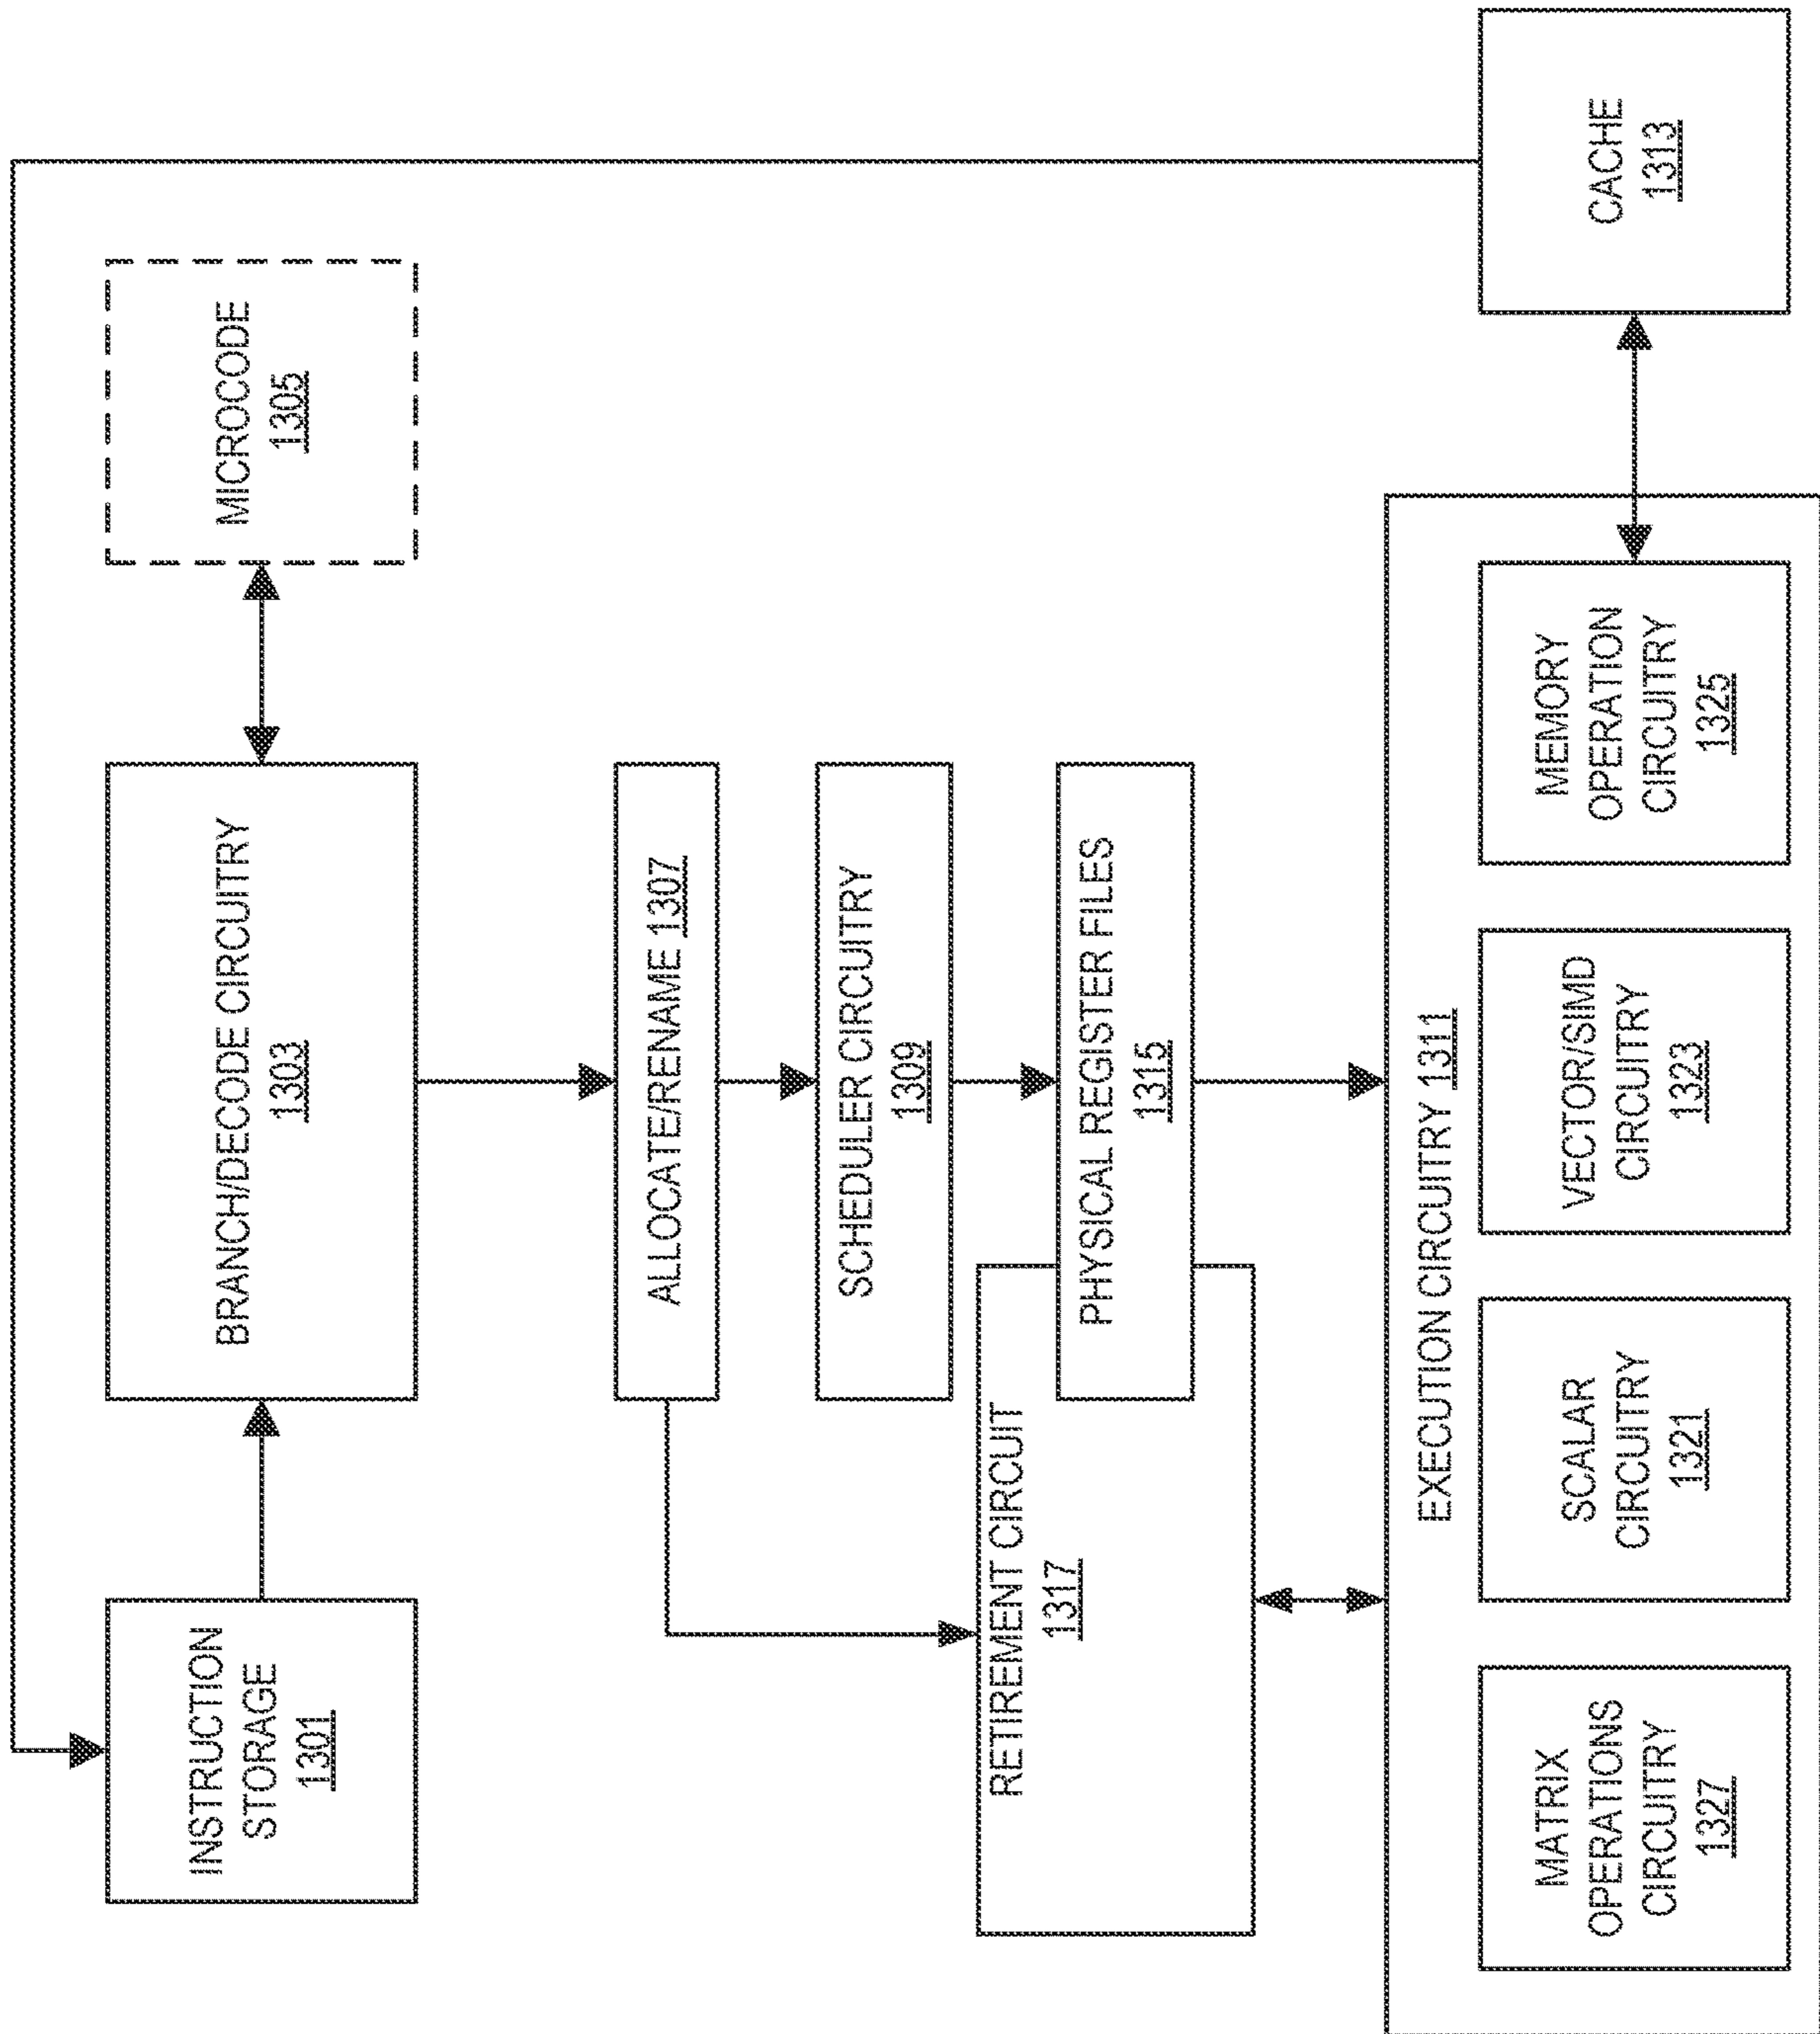 INSTRUCTION
STORAGE
1301
BRANCH/DECODE CIRCUITRY
1303
MICROCODE
1305
ALLOCATE/RENAME 1307
SCHEDULER CIRCUITRY
1309
RETIREMENT CIRCUIT
1317
PHYSICAL REGISTER FILES
1315
EXECUTION CIRCUITRY 1311
MATRIX
OPERATIONS
CIRCUITRY
1327
SCALAR
CIRCUITRY
1321
VECTOR/SIMD
CIRCUITRY
1323
MEMORY
OPERATION
CIRCUITRY
1325
CACHE
1313